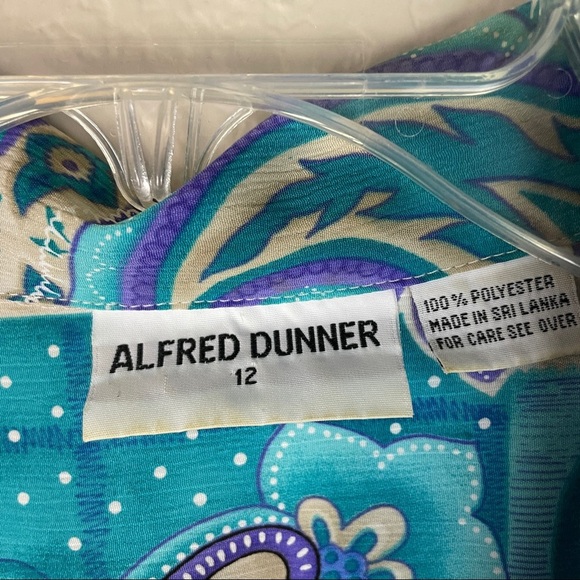 ALFRED DUNNER
12
100% POLYESTER
MADE IN SRI LANKA
FOR CARE SEE OVER